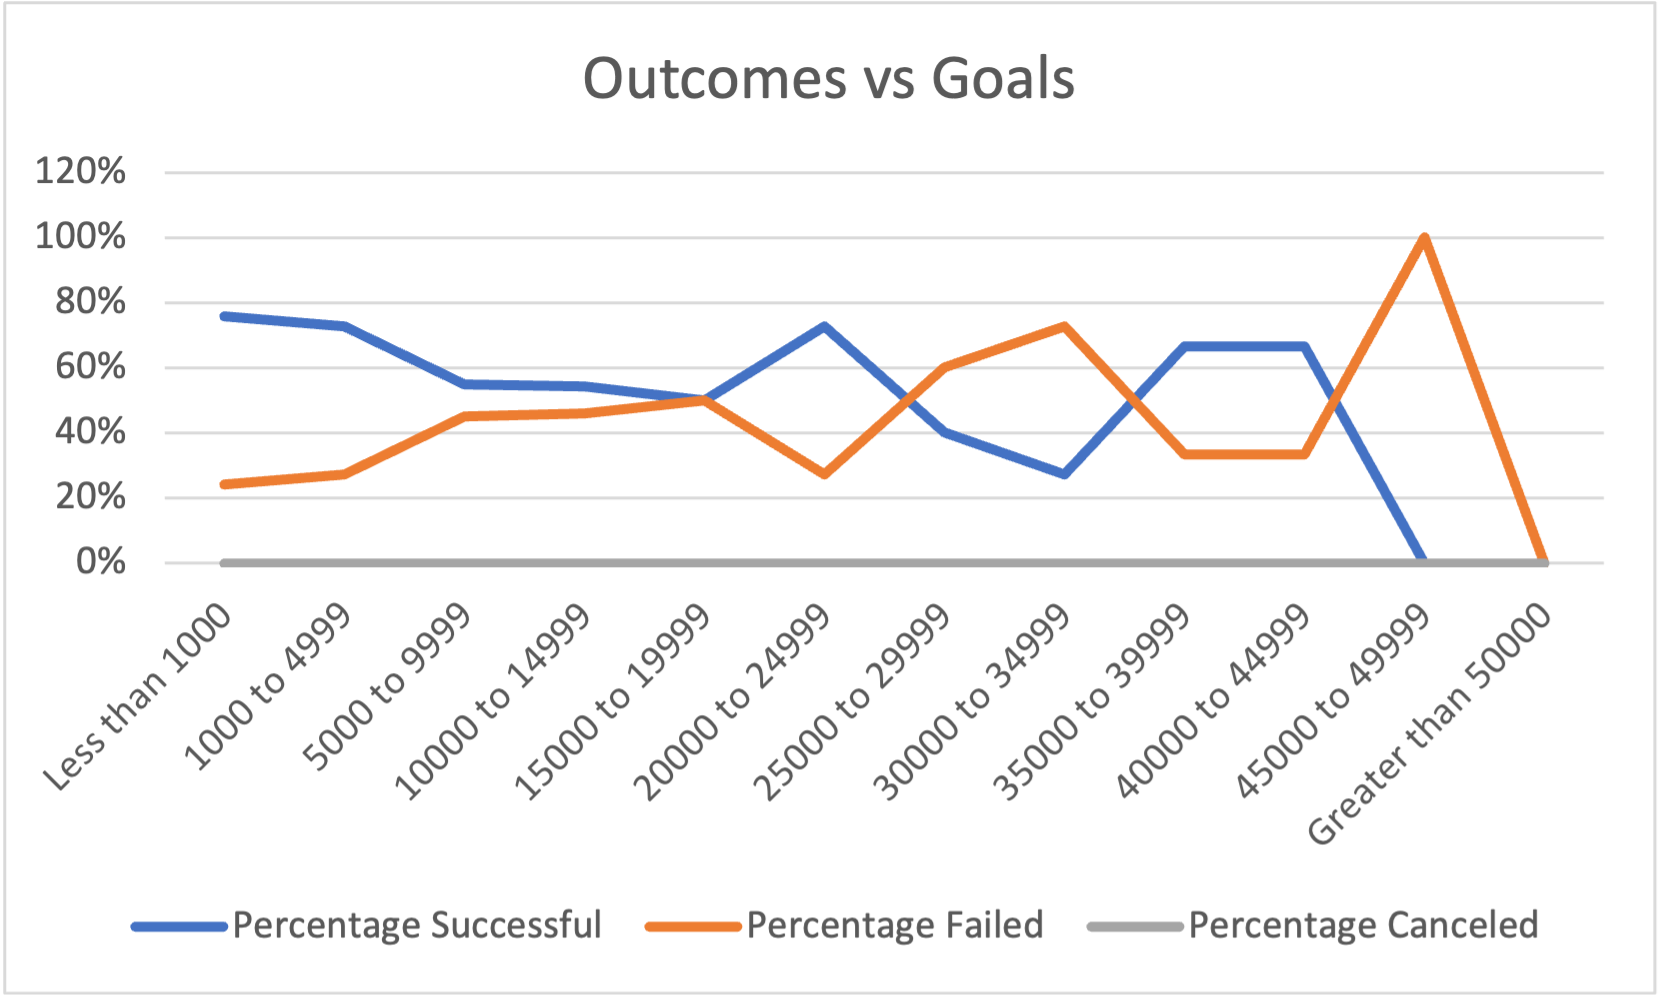 Outcomes vs Goals
120%
100%
80%
60%
40%
20%
0%
Less than 1000
1000 to 4999
5000 to 9999
10000 to 14999
15000 to 19999
20000 to 24999
25000 to 29999
30000 to 34999
35000 to 39999
40000 to 44999
45000 to 49999
Greater than 50000
Percentage Successful
Percentage Failed
Percentage Canceled